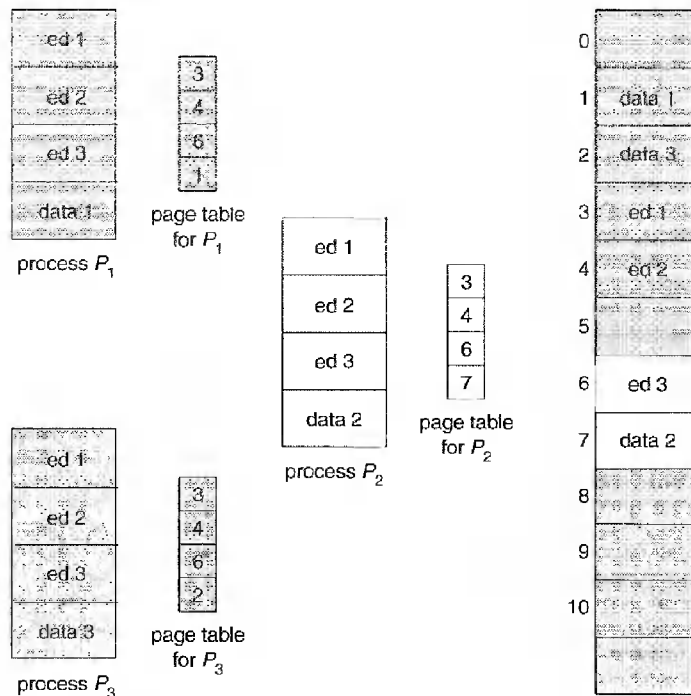 ed 1
ed 2
ed 3
data 1
process P1
3
4
6
1
page table
for P1
ed 1
ed 2
ed 3
data 2
process P2
3
4
6
7
page table
for P2
ed 1
ed 2
ed 3
data 3
process P3
3
4
6
2
page table
for P3
0
1 data 1
2 data 3
3 ed 1
4 ed 2
5
6 ed 3
7 data 2
8
9
10